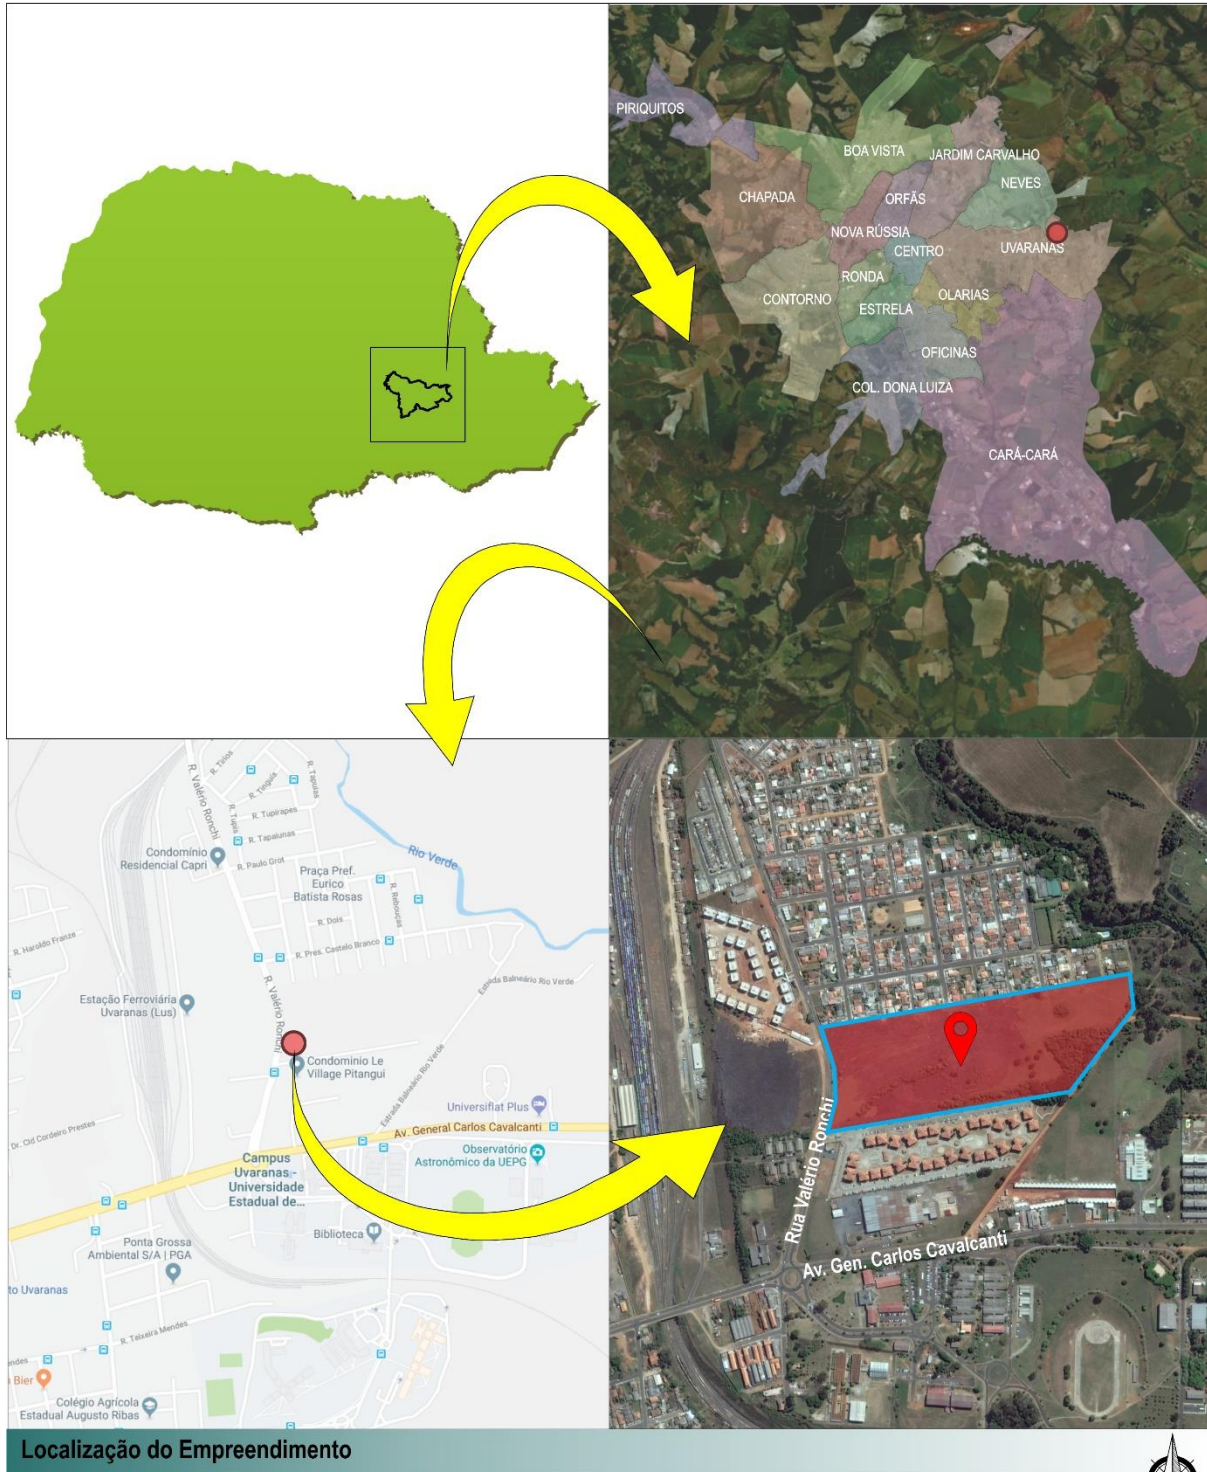 PIRIQUITOS
BOA VISTA
JARDIM CARVALHO
NEVES
CHAPADA
ORFÃS
NOVA RÚSSIA
CENTRO
UVARANAS
RONDA
CONTORNO
OLARIAS
ESTRELA
OFICINAS
COL. DONA LUIZA
CARÁ-CARÁ
R. Valério Ronchi
R. Tupis
R. Tapuias
R. Tupirapes
R. Tapaiunas
Condomínio
Residencial Capri
R. Paulo Grot
Praça Pref.
Eurico
Batista Rosas
Rio Verde
R. Rebouças
R. Dois
R. Haroldo Franze
R. Pres. Castelo Branco
Estrada Balneário Rio Verde
Estação Ferroviária
Uvaranas (Lus)
R. Valério Ronchi
Condominio Le
Village Pitangui
Estrada Balneário Rio Verde
Universiflat Plus
Dr. Cid Cordeiro Prestes
Av. General Carlos Cavalcanti
Campus
Uvaranas -
Universidade
Estadual de...
Observatório
Astronômico da UEPG
Biblioteca
Ponta Grossa
Ambiental S/A | PGA
to Uvaranas
R. Teixeira Mendes
endes
Bier
Colégio Agrícola
Estadual Augusto Ribas
Rua Valério Ronchi
Av. Gen. Carlos Cavalcanti
Localização do Empreendimento